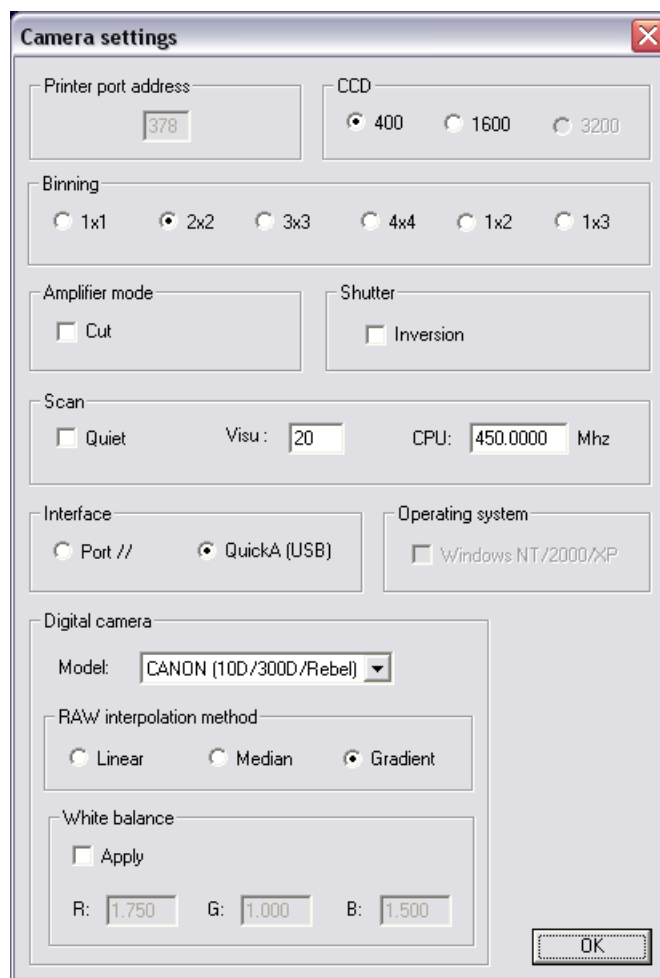 Camera settings
Printer port address
378
CCD
400 1600 3200
Binning
1x1 2x2 3x3 4x4 1x2 1x3
Amplifier mode
Cut
Shutter
Inversion
Scan
Quiet Visu : 20 CPU: 450.0000 Mhz
Interface
Port // QuickA (USB)
Operating system
Windows NT/2000/XP
Digital camera
Model: CANON (10D/300D/Rebel)
RAW interpolation method
Linear Median Gradient
White balance
Apply
R: 1.750 G: 1.000 B: 1.500
OK